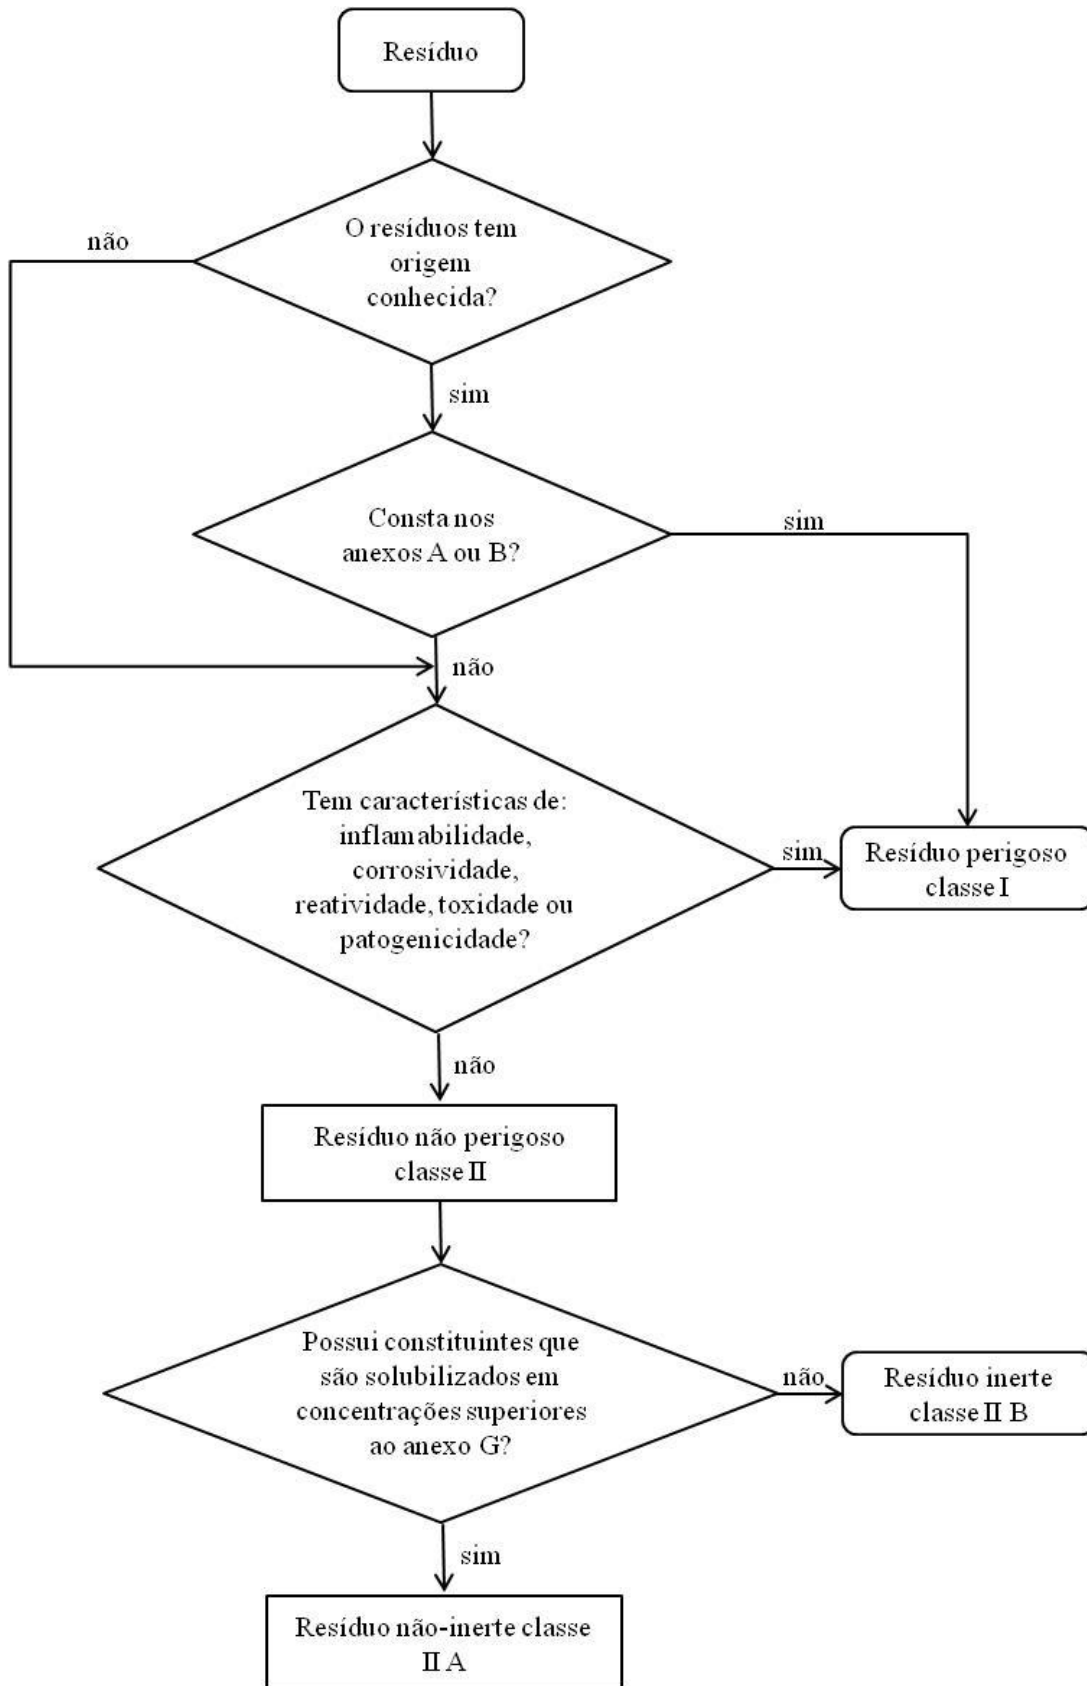 Resíduo
O resíduos tem
origem
conhecida?
não
sim
Consta nos
anexos A ou B?
sim
não
Tem características de:
inflamabilidade,
corrosividade,
reatividade, toxidade ou
patogenicidade?
sim
Resíduo perigoso
classe I
não
Resíduo não perigoso
classe II
Possui constituintes que
são solubilizados em
concentrações superiores
ao anexo G?
não
Resíduo inerte
classe II B
sim
Resíduo não-inerte classe
II A